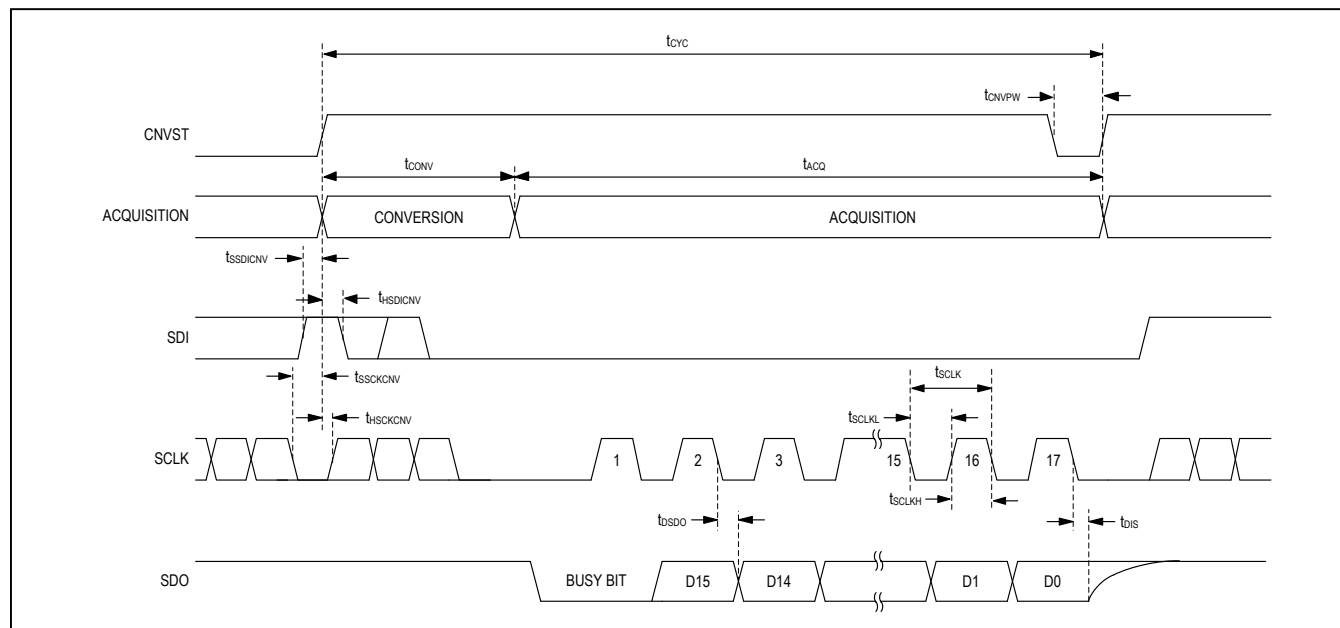 tCYC
tCNVPW
CNVST
tCONV
tACQ
ACQUISITION
CONVERSION
ACQUISITION
tSSDICNV
tHSDICNV
SDI
tSSCKCNV
tSCLK
tHSCKCNV
tSCLKL
SCLK
1
2
3
15
16
17
tSCLKH
tDSDO
tDIS
SDO
BUSY BIT
D15
D14
D1
D0